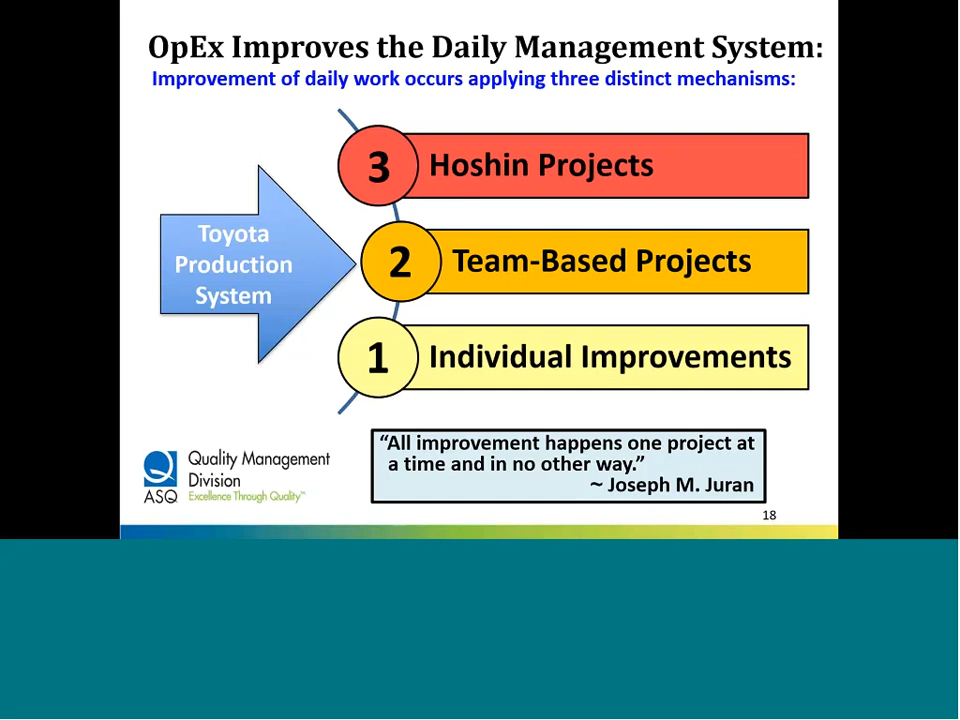 OpEx Improves the Daily Management System:
Improvement of daily work occurs applying three distinct mechanisms:
3 Hoshin Projects
Toyota
Production
System
2 Team-Based Projects
1 Individual Improvements
“All improvement happens one project at
a time and in no other way.”
~ Joseph M. Juran
Quality Management
Division
ASQ Excellence Through Quality™
18